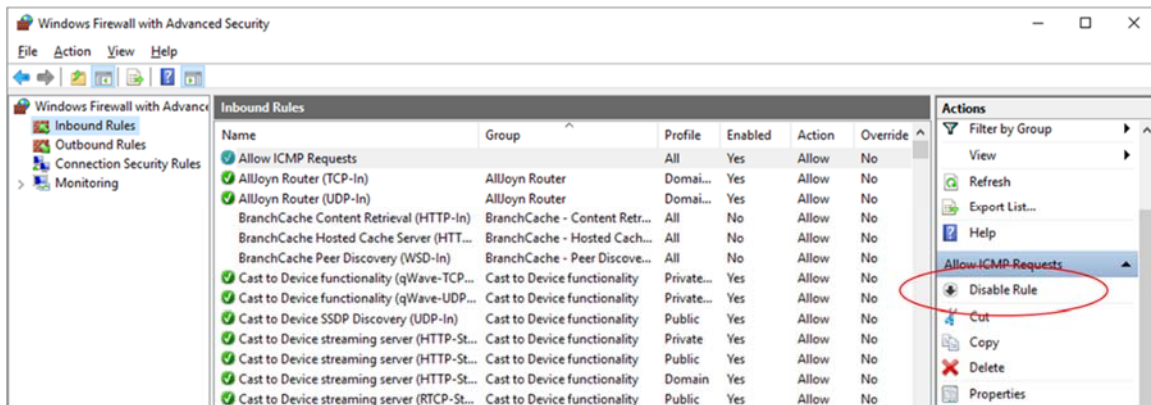 Windows Firewall with Advanced Security
File Action View Help
Windows Firewall with Advance
Inbound Rules
Outbound Rules
Connection Security Rules
Monitoring
Inbound Rules
Name Group Profile Enabled Action Override
Allow ICMP Requests All Yes Allow No
AllJoyn Router (TCP-In) AllJoyn Router Domai... Yes Allow No
AllJoyn Router (UDP-In) AllJoyn Router Domai... Yes Allow No
BranchCache Content Retrieval (HTTP-In) BranchCache - Content Retr... All No Allow No
BranchCache Hosted Cache Server (HTT... BranchCache - Hosted Cach... All No Allow No
BranchCache Peer Discovery (WSD-In) BranchCache - Peer Discove... All No Allow No
Cast to Device functionality (qWave-TCP... Cast to Device functionality Private... Yes Allow No
Cast to Device functionality (qWave-UDP... Cast to Device functionality Private... Yes Allow No
Cast to Device SSDP Discovery (UDP-In) Cast to Device functionality Public Yes Allow No
Cast to Device streaming server (HTTP-St... Cast to Device functionality Private Yes Allow No
Cast to Device streaming server (HTTP-St... Cast to Device functionality Public Yes Allow No
Cast to Device streaming server (HTTP-St... Cast to Device functionality Domain Yes Allow No
Cast to Device streaming server (RTCP-St... Cast to Device functionality Public Yes Allow No
Actions
Filter by Group
View
Refresh
Export List...
Help
Allow ICMP Requests
Disable Rule
Cut
Copy
Delete
Properties